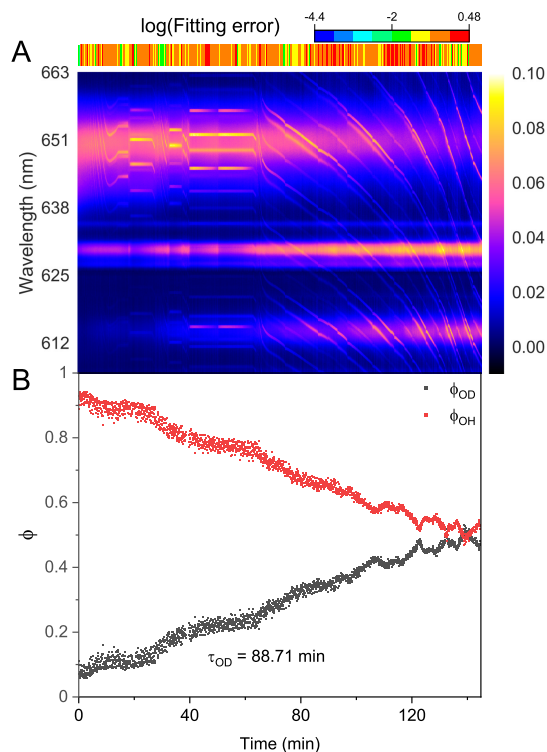 log(Fitting error)
-4.4 -2 0.48
A
663
651
638
625
612
Wavelength (nm)
0.10
0.08
0.06
0.04
0.02
0.00
B
1
0.8
0.6
0.4
0.2
0
ϕ
ϕOD
ϕOH
τOD = 88.71 min
0 40 80 120
Time (min)